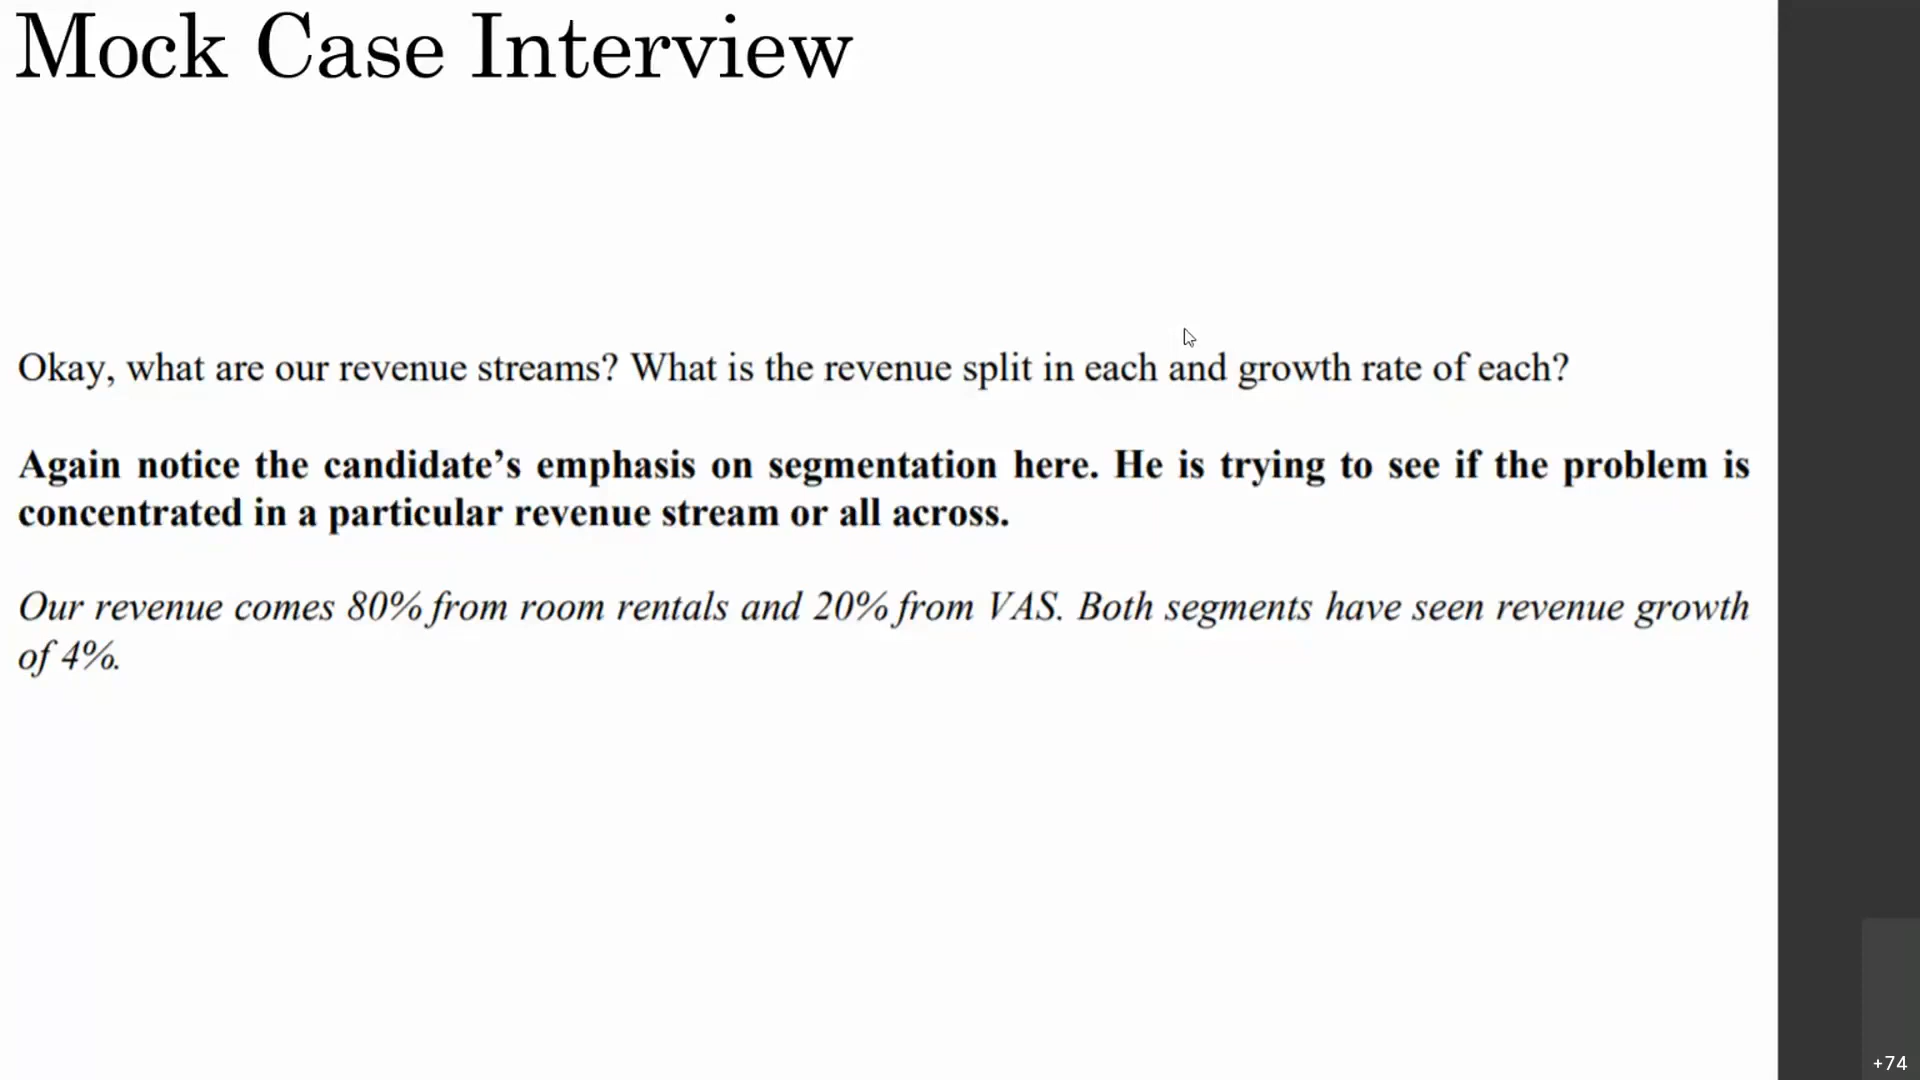 Mock Case Interview
Okay, what are our revenue streams? What is the revenue split in each and growth rate of each?
Again notice the candidate’s emphasis on segmentation here. He is trying to see if the problem is
concentrated in a particular revenue stream or all across.
Our revenue comes 80% from room rentals and 20% from VAS. Both segments have seen revenue growth
of 4%.
+74